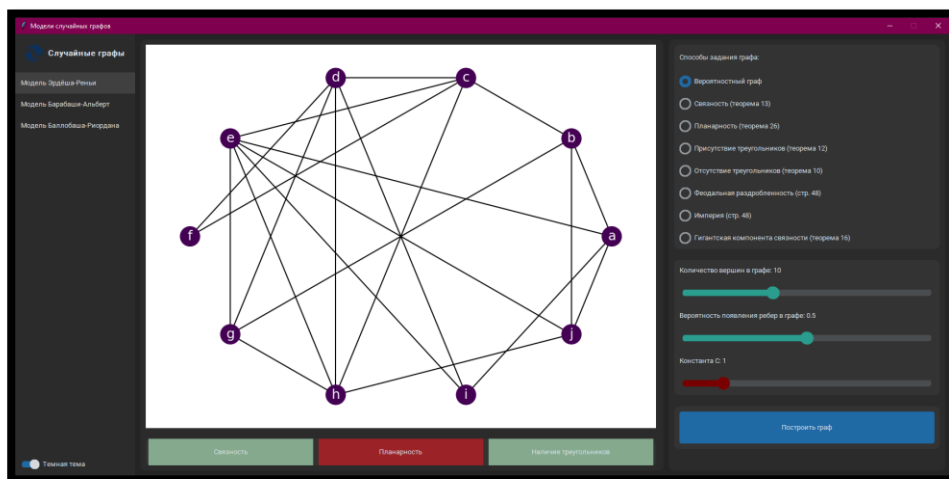 Модели случайных графов
Случайные графы
Модель Эрдёша-Реньи
Модель Барабаши-Альберт
Модель Баллобаша-Риордана
Темная тема
d
c
e
b
f
a
g
j
h
i
Связность
Планарность
Наличие треугольников
Способы задания графа:
Вероятностный граф
Связность (теорема 13)
Планарность (теорема 26)
Присутствие треугольников (теорема 12)
Отсутствие треугольников (теорема 10)
Феодальная раздробленность (стр. 48)
Империя (стр. 48)
Гигантская компонента связности (теорема 16)
Количество вершин в графе: 10
Вероятность появления ребер в графе: 0.5
Константа C: 1
Построить граф